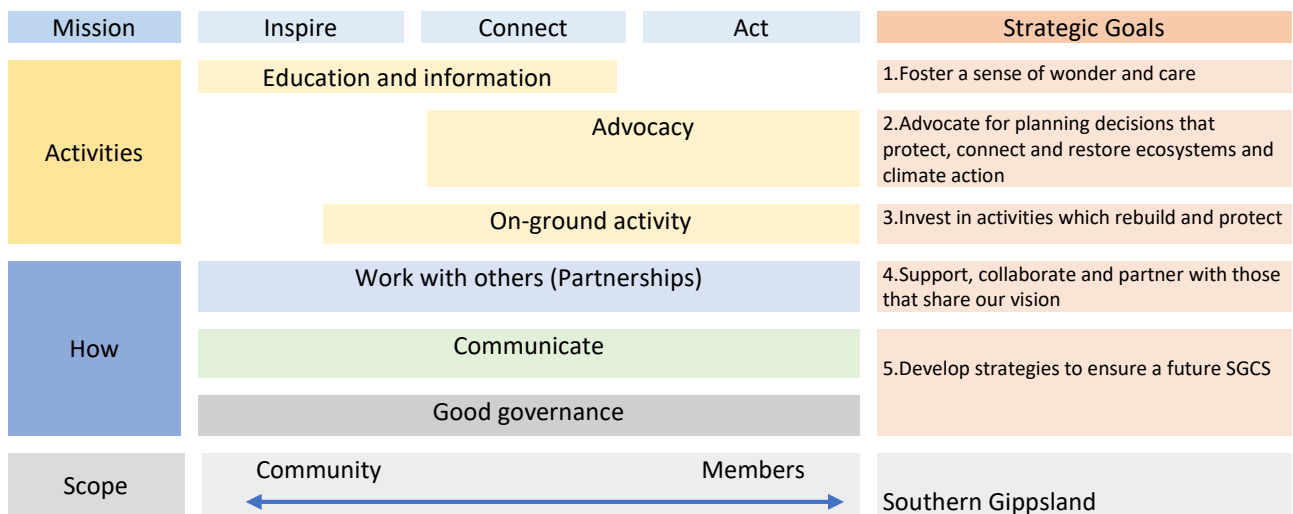 Mission
Inspire
Connect
Act
Strategic Goals
Activities
Education and information
1.Foster a sense of wonder and care
Advocacy
2.Advocate for planning decisions that
protect, connect and restore ecosystems and
climate action
On-ground activity
3.Invest in activities which rebuild and protect
How
Work with others (Partnerships)
4.Support, collaborate and partner with those
that share our vision
Communicate
5.Develop strategies to ensure a future SGCS
Good governance
Scope
Community
Members
Southern Gippsland